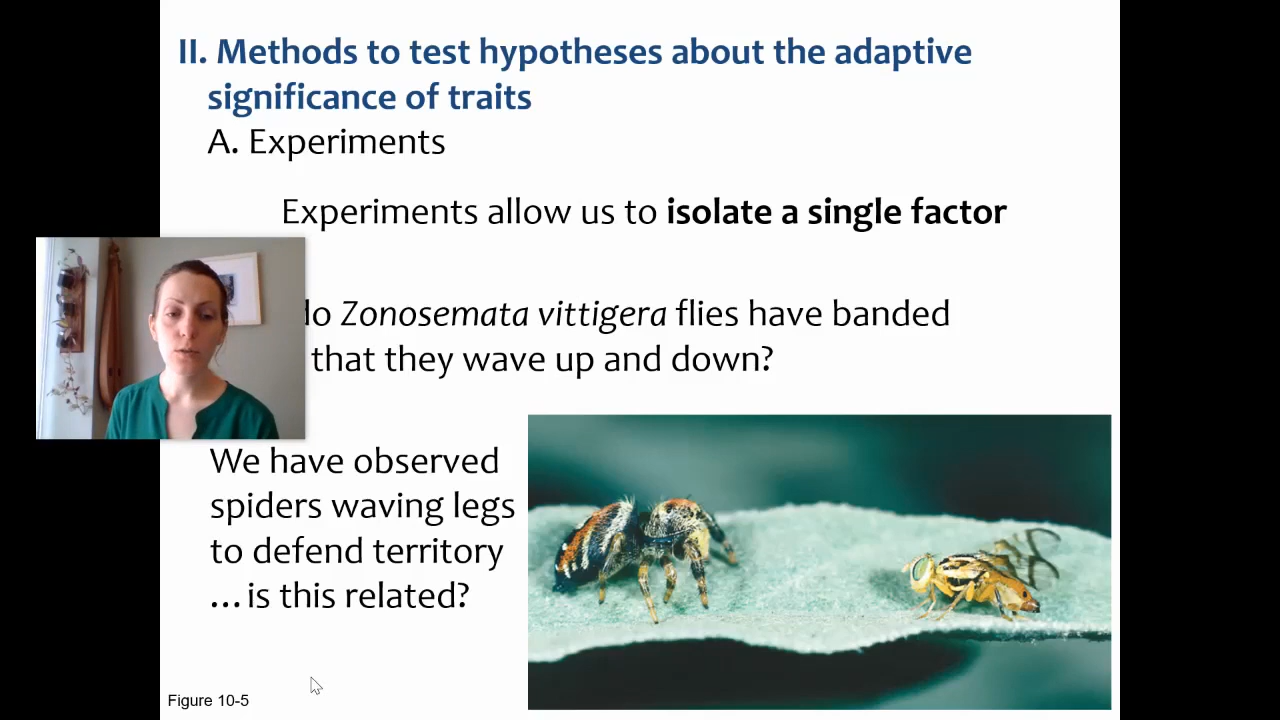 II. Methods to test hypotheses about the adaptive
significance of traits
A. Experiments
Experiments allow us to isolate a single factor
do Zonosemata vittigera flies have banded
that they wave up and down?
We have observed
spiders waving legs
to defend territory
…is this related?
Figure 10-5